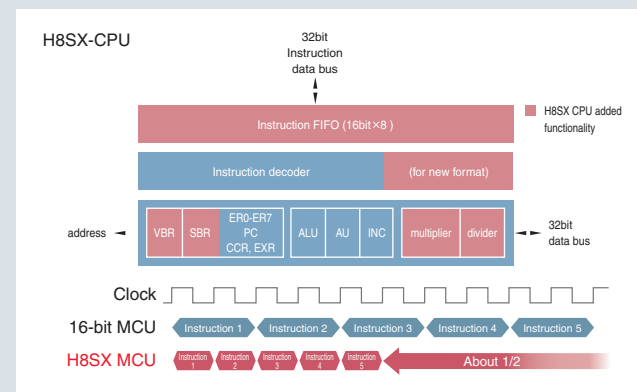 H8SX-CPU
32bit
Instruction
data bus
Instruction FIFO (16bit×8 )
H8SX CPU added
functionality
Instruction decoder
(for new format)
address
VBR
SBR
ER0-ER7
PC
CCR, EXR
ALU
AU
INC
multiplier
divider
32bit
data bus
Clock
16-bit MCU
Instruction 1
Instruction 2
Instruction 3
Instruction 4
Instruction 5
H8SX MCU
Instruction
1
Instruction
2
Instruction
3
Instruction
4
Instruction
5
About 1/2